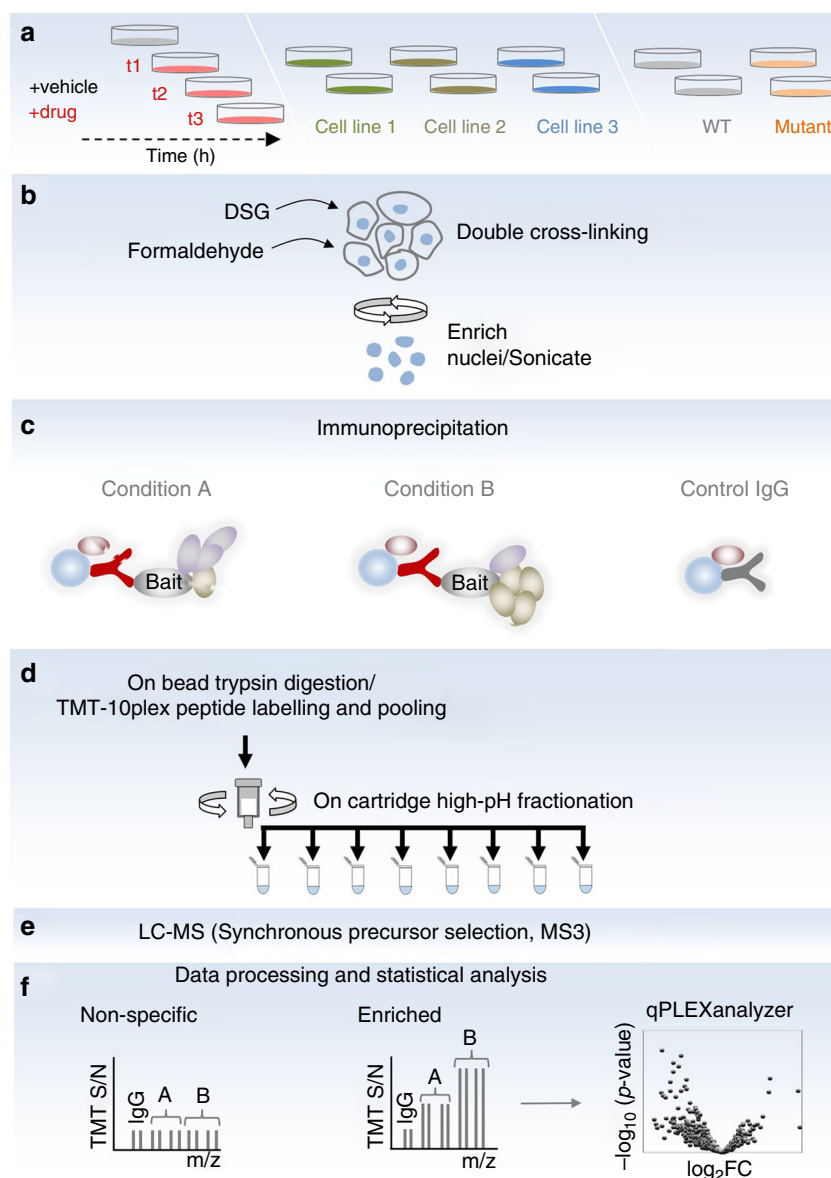 a
+vehicle
+drug
t1
t2
t3
Time (h)
Cell line 1
Cell line 2
Cell line 3
WT
Mutant
b
DSG
Formaldehyde
Double cross-linking
Enrich
nuclei/Sonicate
c
Immunoprecipitation
Condition A
Condition B
Control IgG
Bait
Bait
d
On bead trypsin digestion/
TMT-10plex peptide labelling and pooling
On cartridge high-pH fractionation
e
LC-MS (Synchronous precursor selection, MS3)
f
Data processing and statistical analysis
Non-specific
TMT S/N
IgG
A
B
m/z
Enriched
TMT S/N
IgG
A
B
m/z
qPLEXanalyzer
–log10 (p-value)
log2FC